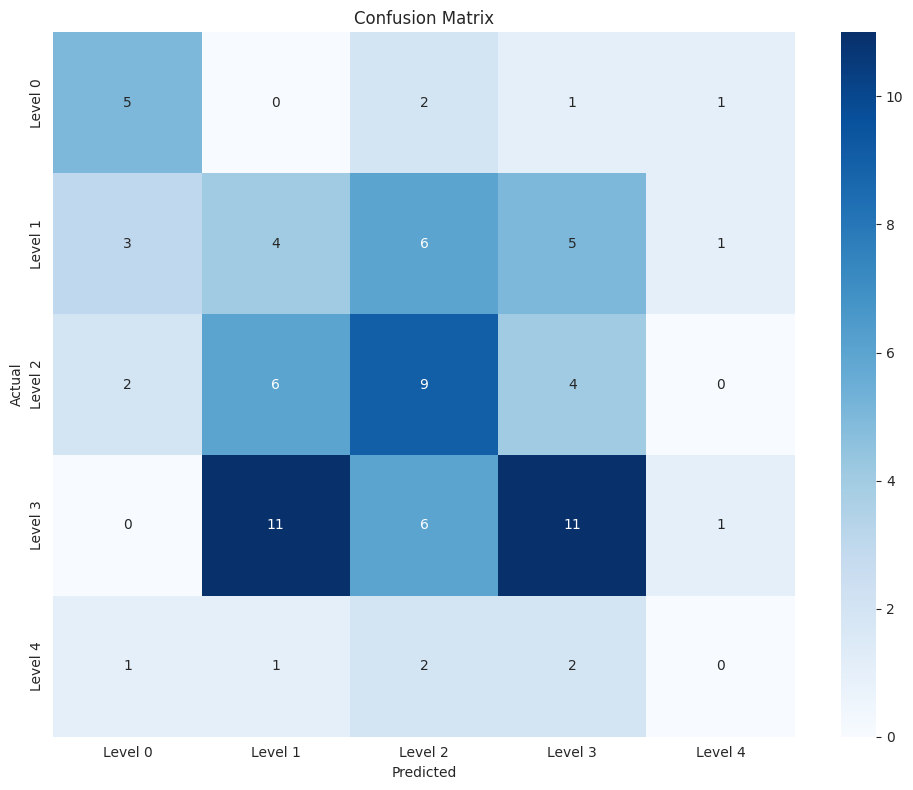 Confusion Matrix
Actual
Level 0
5 0 2 1 1
Level 1
3 4 6 5 1
Level 2
2 6 9 4 0
Level 3
0 11 6 11 1
Level 4
1 1 2 2 0
Level 0 Level 1 Level 2 Level 3 Level 4
Predicted
10
8
6
4
2
0